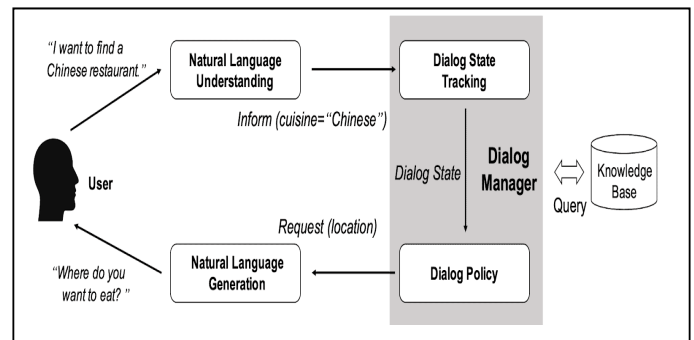 “I want to find a
Chinese restaurant.”
Natural Language
Understanding
Dialog State
Tracking
Inform (cuisine=“Chinese”)
User
Dialog State
Dialog
Manager
Query
Knowledge
Base
Request (location)
“Where do you
want to eat? ”
Natural Language
Generation
Dialog Policy